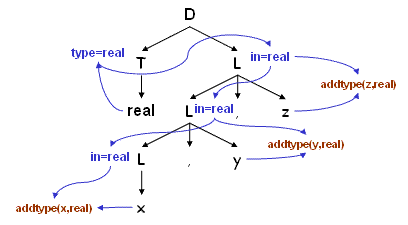 D
type=real T L in=real
addtype(z,real)
real L in=real , z
in=real L , y addtype(y,real)
addtype(x,real) x